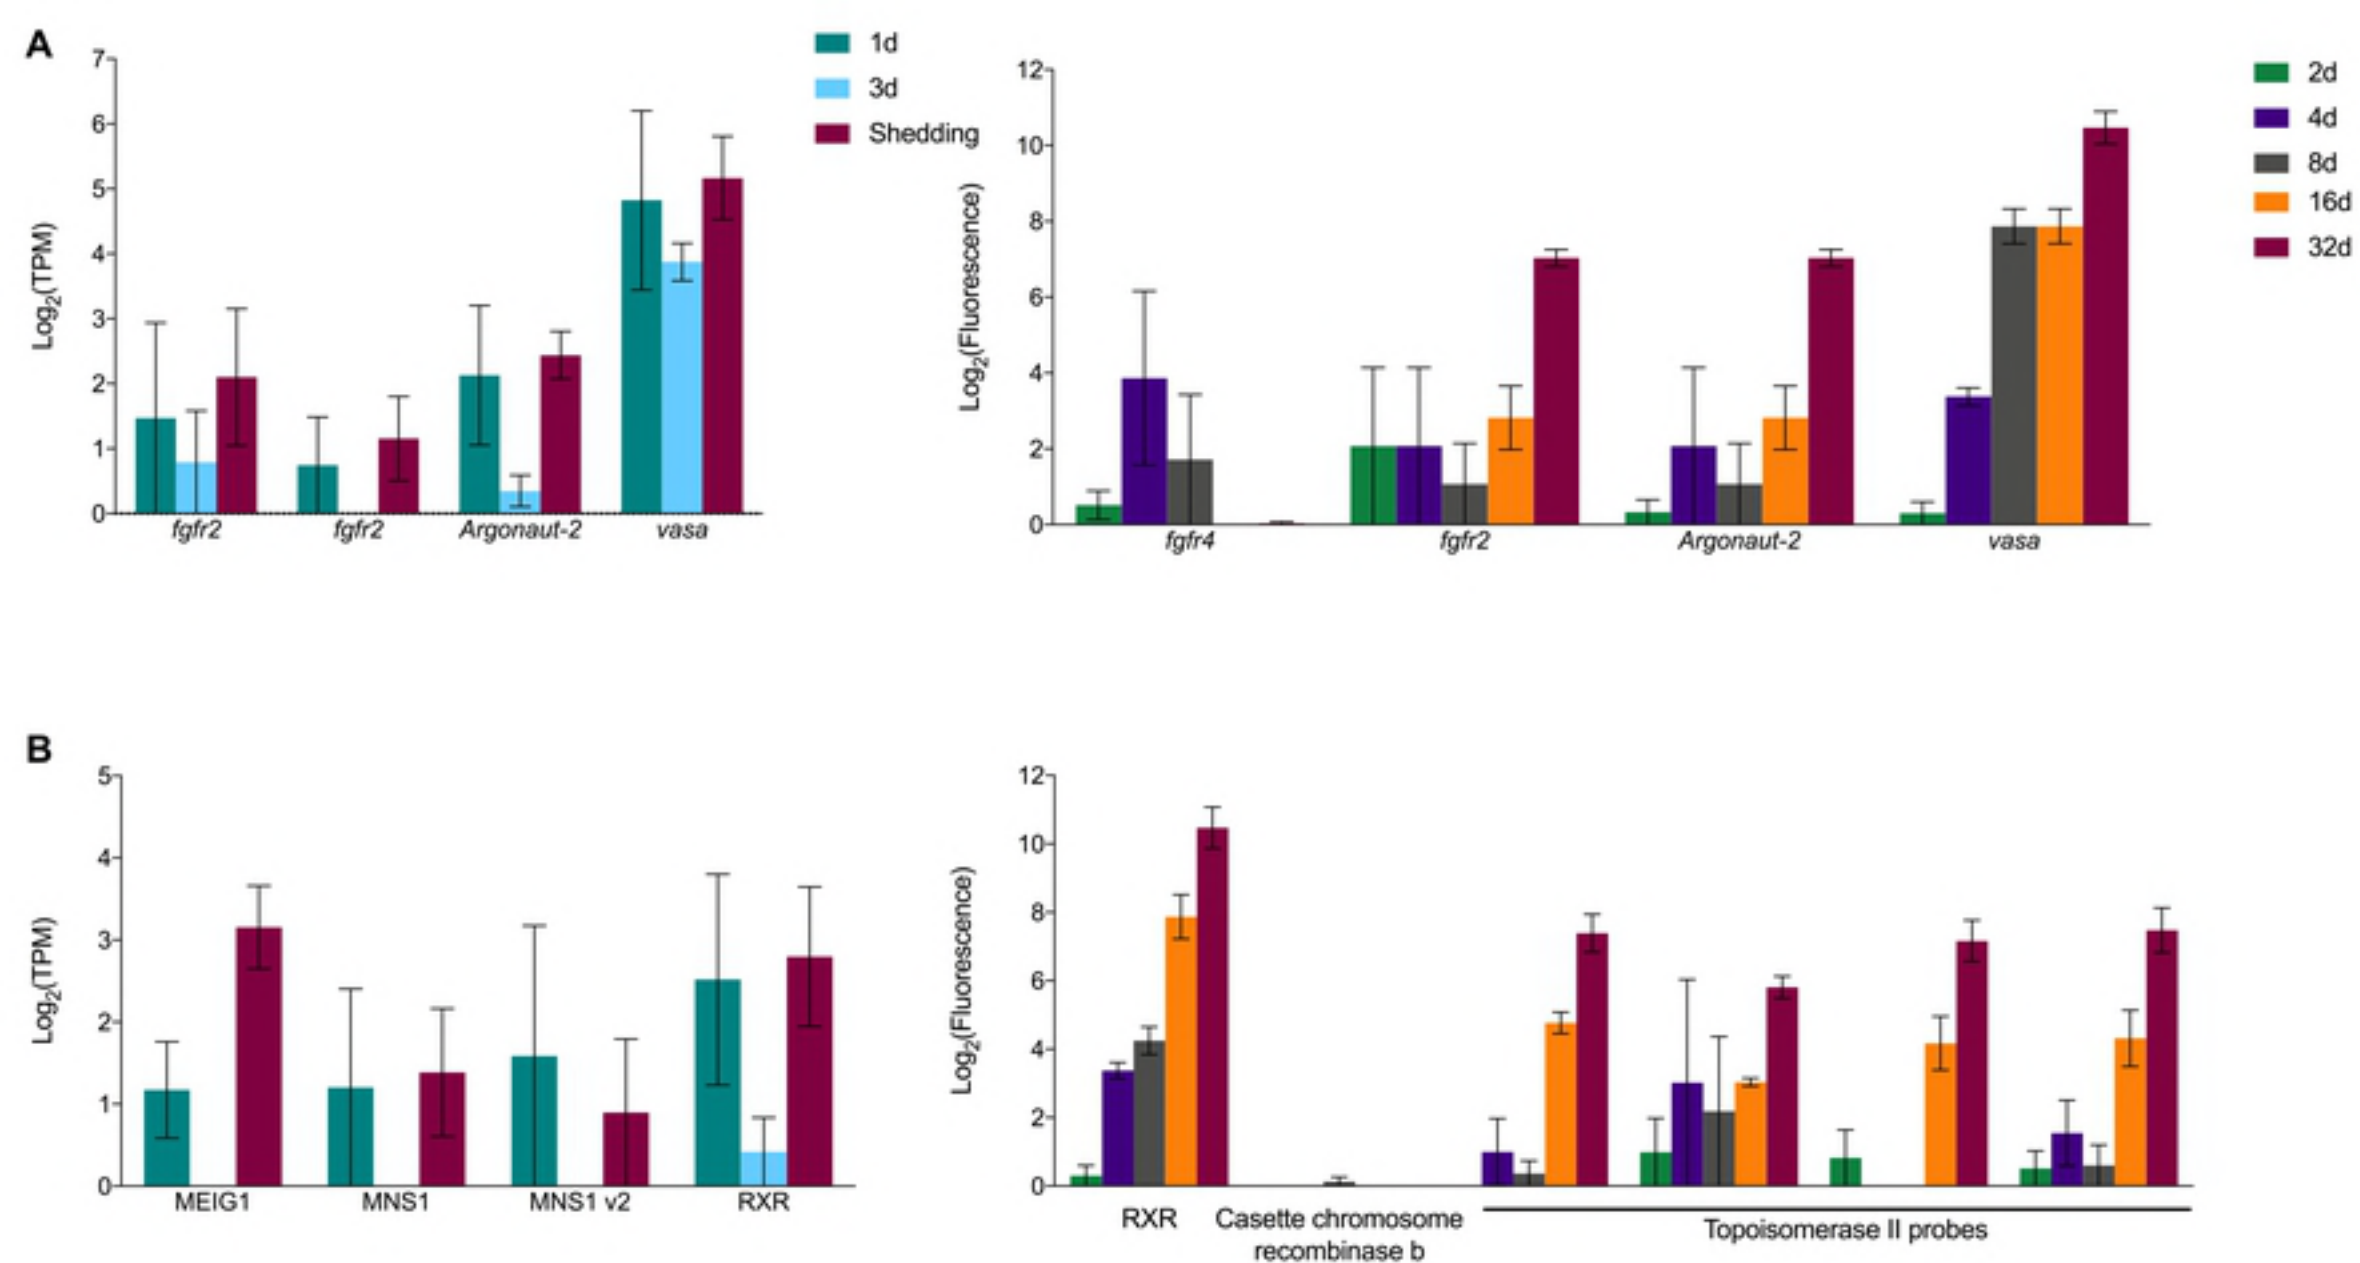 A
7
6
5
4
3
2
1
0
Log2(TPM)
fgfr2
fgfr2
Argonaut-2
vasa
1d
3d
Shedding
12
10
8
6
4
2
0
Log2(Fluorescence)
fgfr4
fgfr2
Argonaut-2
vasa
2d
4d
8d
16d
32d
B
5
4
3
2
1
0
Log2(TPM)
MEIG1
MNS1
MNS1 v2
RXR
12
10
8
6
4
2
0
Log2(Fluorescence)
RXR
Casette chromosome
recombinase b
Topoisomerase II probes